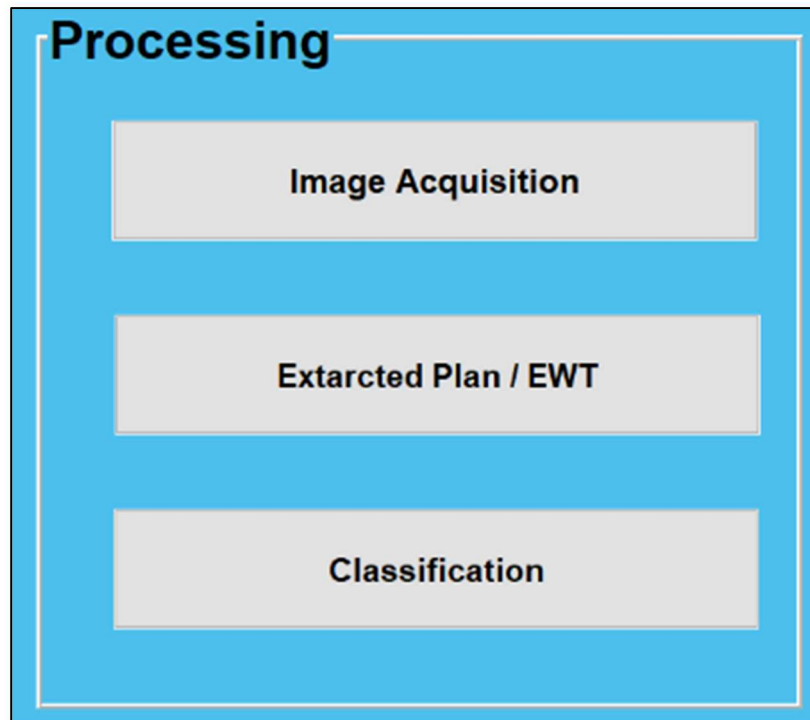 Processing
Image Acquisition
Extarcted Plan / EWT
Classification